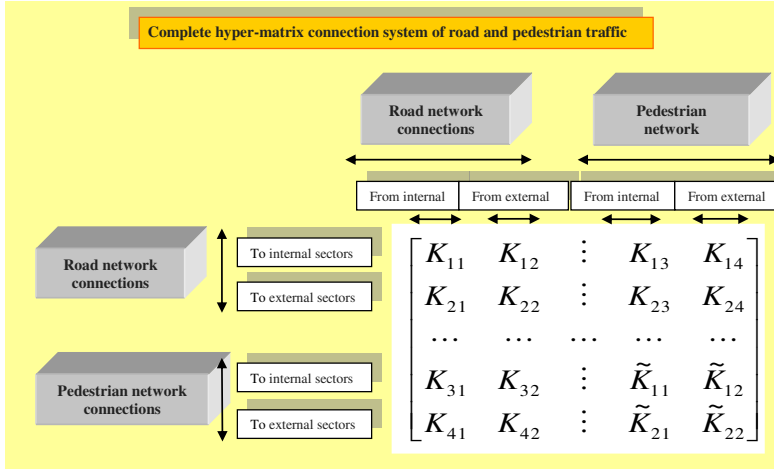 Complete hyper-matrix connection system of road and pedestrian traffic
Road network
connections
Pedestrian
network
From internal From external From internal From external
Road network
connections
To internal sectors
To external sectors
Pedestrian network
connections
To internal sectors
To external sectors
K₁₁ K₁₂ ⋮ K₁₃ K₁₄
K₂₁ K₂₂ ⋮ K₂₃ K₂₄
… … … … …
K₃₁ K₃₂ ⋮ K̃₁₁ K̃₁₂
K₄₁ K₄₂ ⋮ K̃₂₁ K̃₂₂